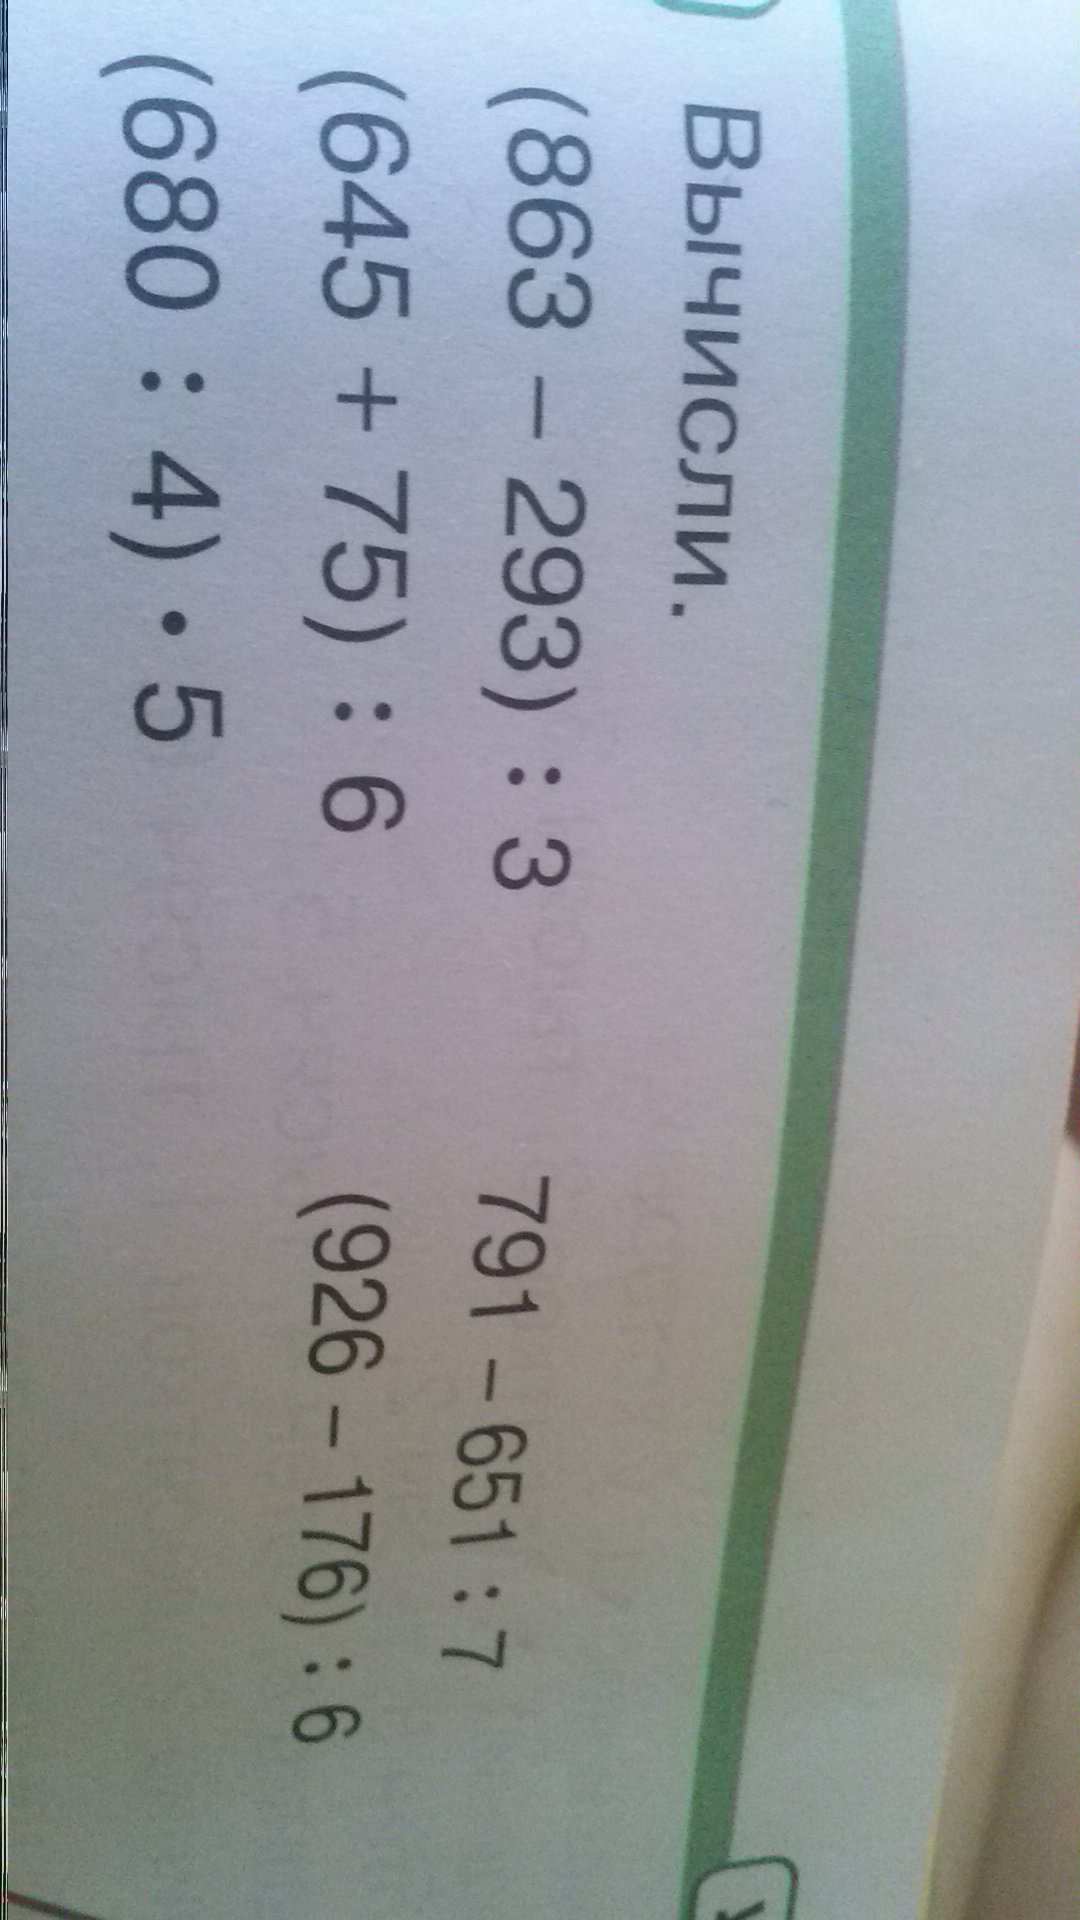 Вычисли.
(863 – 293) : 3 791 – 651 : 7
(645 + 75) : 6 (926 – 176) : 6
(680 : 4) · 5